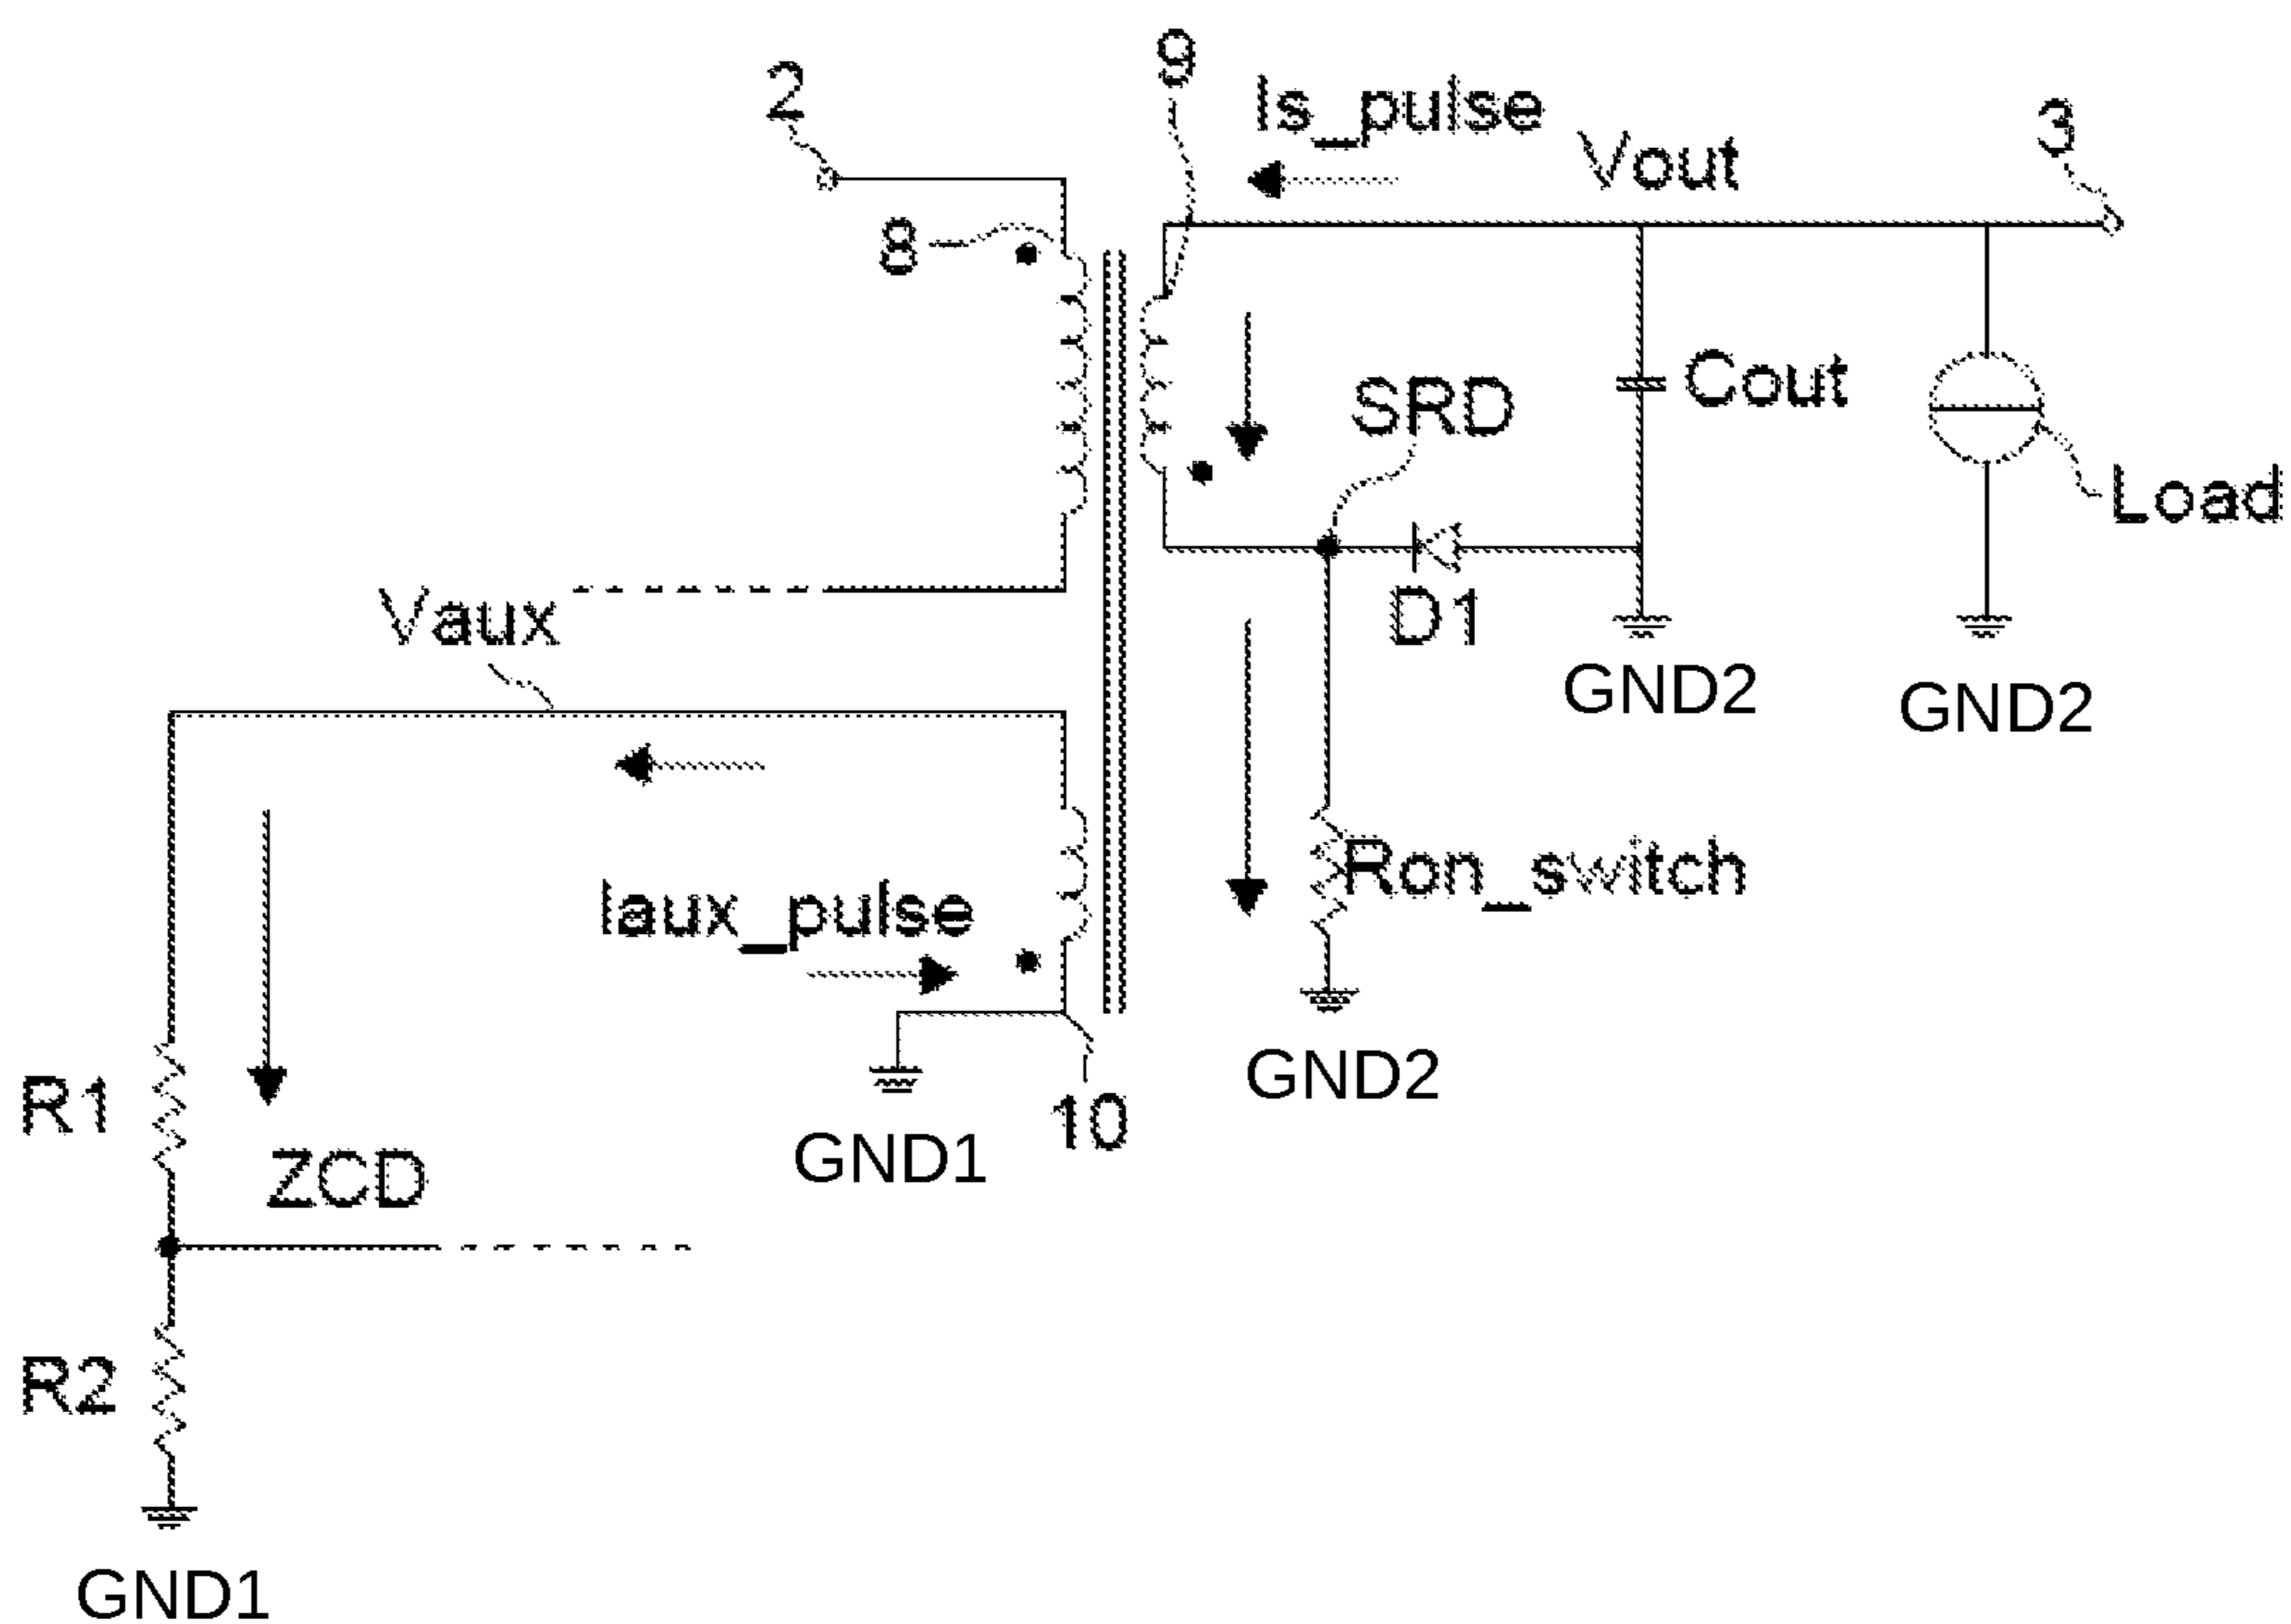 9
2
Is_pulse
3
Vout
8
SRD
Cout
Load
Vaux
D1
GND2
GND2
Ron_switch
Iaux_pulse
GND2
R1
10
GND1
ZCD
R2
GND1